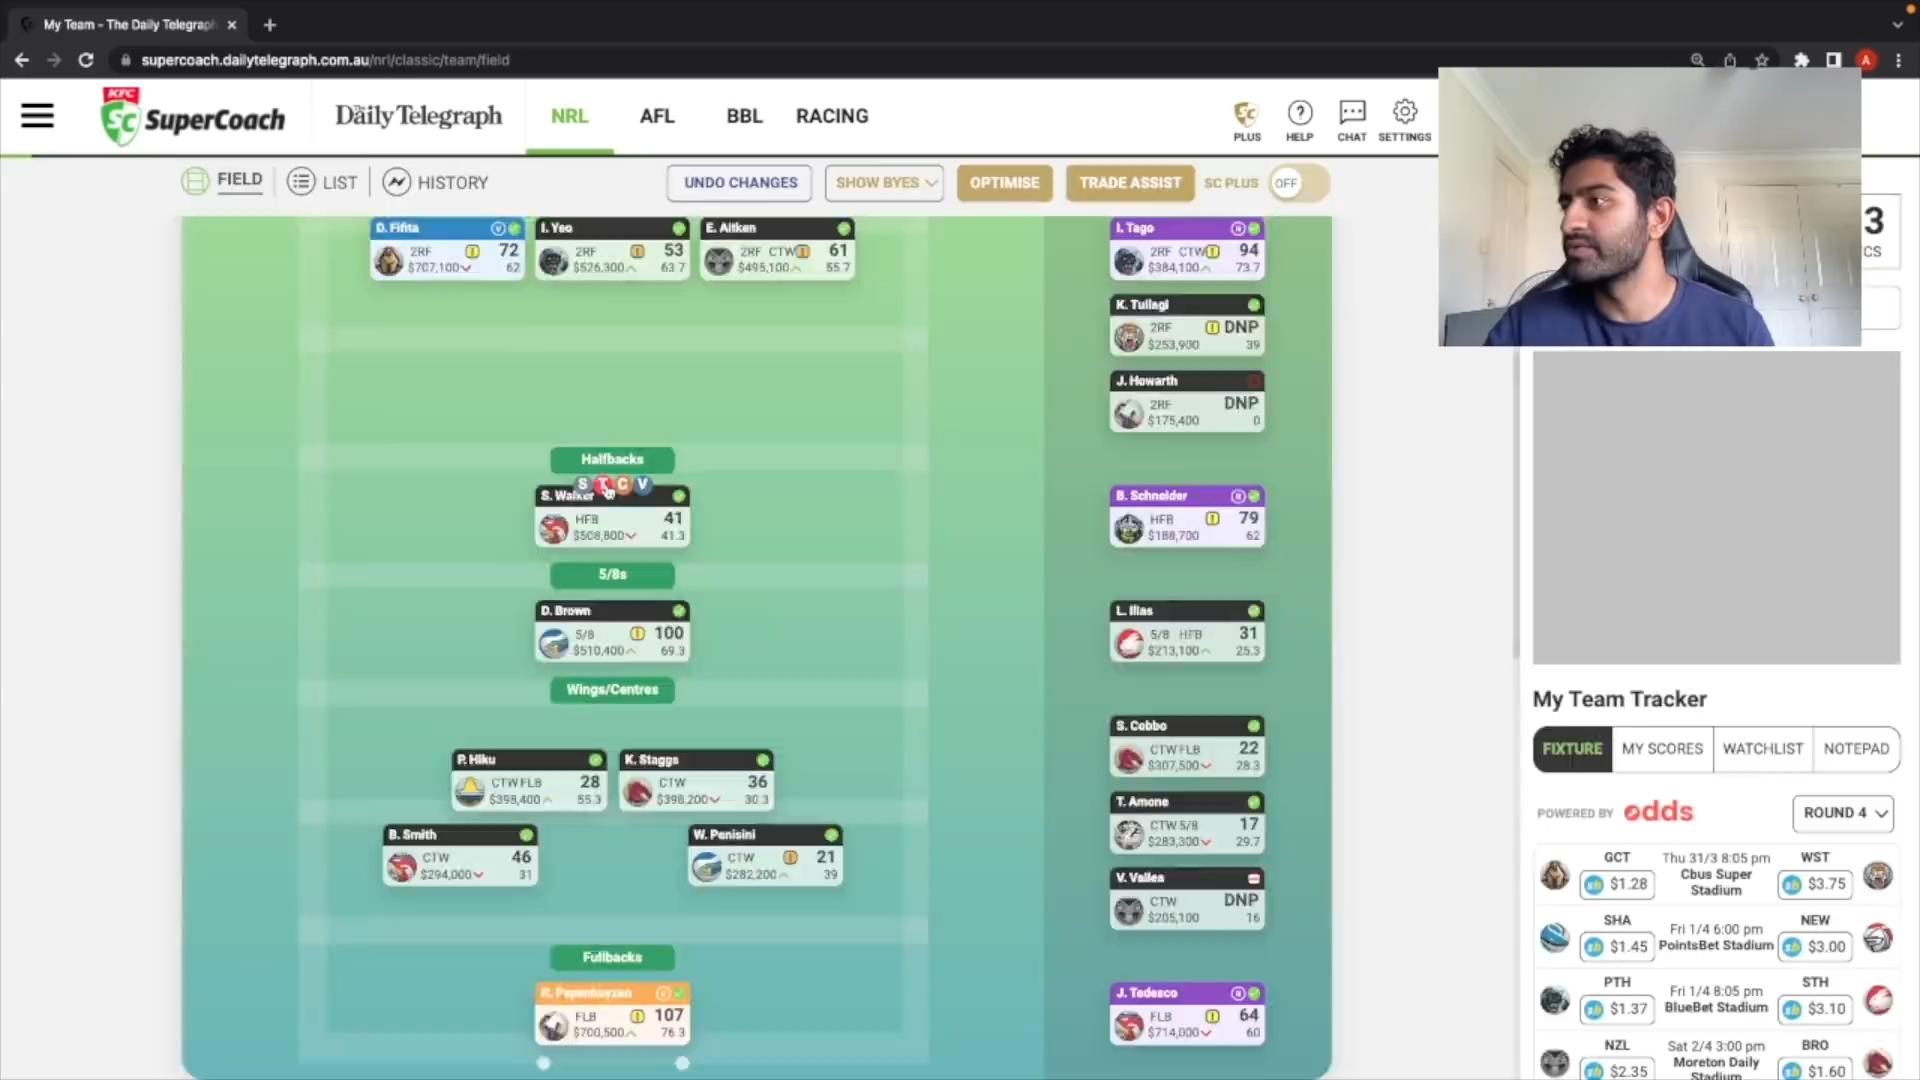 My Team - The Daily Telegraph
supercoach.dailytelegraph.com.au/nrl/classic/team/field
A
KFC
SC SuperCoach
The Daily Telegraph
NRL
AFL
BBL
RACING
SC
PLUS
HELP
CHAT
SETTINGS
FIELD
LIST
HISTORY
UNDO CHANGES
SHOW BYES
OPTIMISE
TRADE ASSIST
SC PLUS
OFF
3
CS
D. Fifita
2RF 72
$707,100 62
I. Yeo
2RF 53
$526,300 63.7
E. Aitken
2RF CTW 61
$495,100 55.7
I. Tago
2RF CTW 94
$384,100 73.7
K. Tuilagi
2RF DNP
$253,900 39
J. Howarth
2RF DNP
$175,400 0
Halfbacks
S T C V
S. Walker
HFB 41
$508,800 41.3
B. Schneider
HFB 79
$188,700 62
5/8s
D. Brown
5/8 100
$510,400 69.3
L. Ilias
5/8 HFB 31
$213,100 25.3
Wings/Centres
P. Hiku
CTW FLB 28
$398,400 55.3
K. Staggs
CTW 36
$398,200 30.3
B. Smith
CTW 46
$294,000 31
W. Penisini
CTW 21
$282,200 39
S. Cobbo
CTW FLB 22
$307,500 28.3
T. Amone
CTW 5/8 17
$283,300 29.7
V. Vailea
CTW DNP
$205,100 16
Fullbacks
R. Papenhuyzen
FLB 107
$700,500 76.3
J. Tedesco
FLB 64
$714,000 60
My Team Tracker
FIXTURE
MY SCORES
WATCHLIST
NOTEPAD
POWERED BY odds
ROUND 4
GCT Thu 31/3 8:05 pm WST
$1.28 Cbus Super Stadium $3.75
SHA Fri 1/4 6:00 pm NEW
$1.45 PointsBet Stadium $3.00
PTH Fri 1/4 8:05 pm STH
$1.37 BlueBet Stadium $3.10
NZL Sat 2/4 3:00 pm BRO
$2.35 Moreton Daily Stadium $1.60